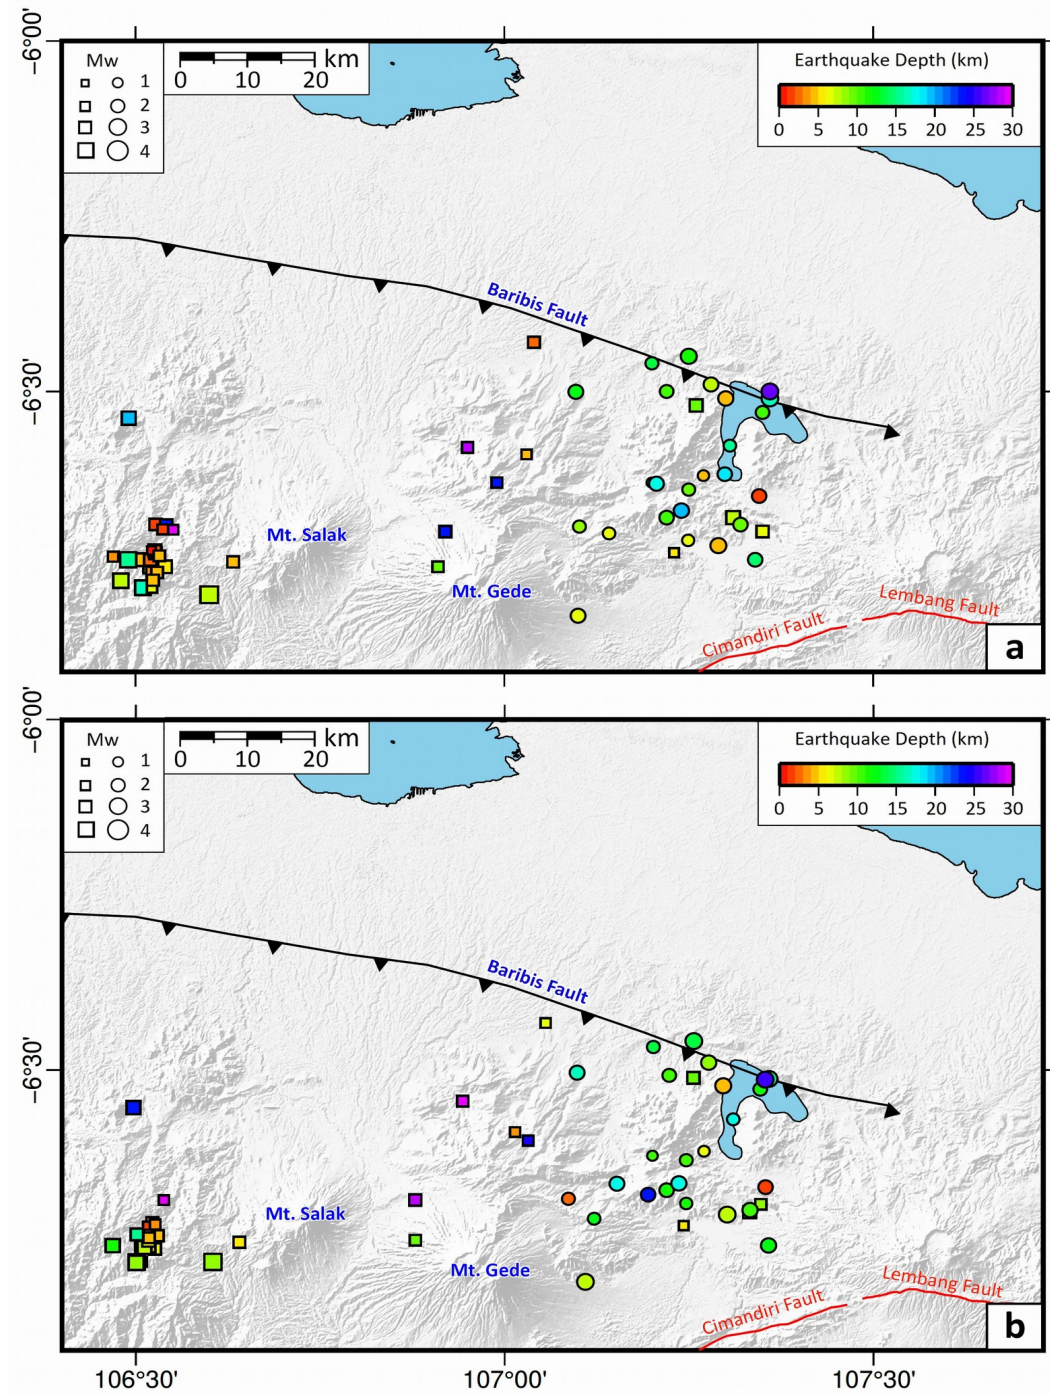 −6°00'
Mw
1
2
3
4
km
0 10 20
Earthquake Depth (km)
0 5 10 15 20 25 30
Baribis Fault
−6°30'
Mt. Salak
Mt. Gede
Lembang Fault
Cimandiri Fault
a
−6°00'
Mw
1
2
3
4
km
0 10 20
Earthquake Depth (km)
0 5 10 15 20 25 30
Baribis Fault
−6°30'
Mt. Salak
Mt. Gede
Lembang Fault
Cimandiri Fault
b
106°30' 107°00' 107°30'